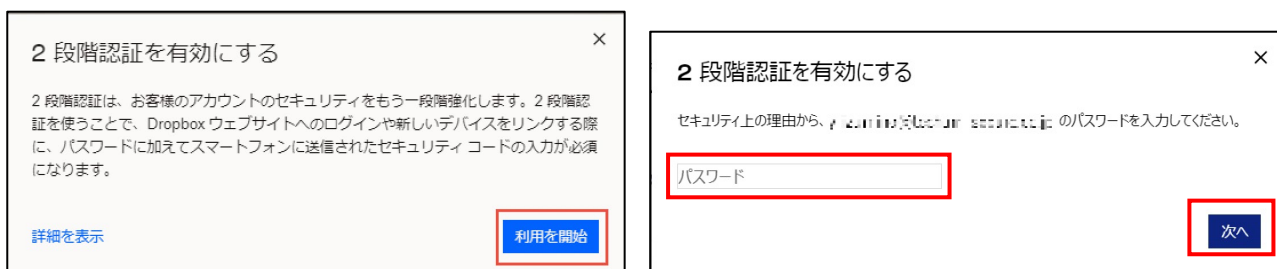 2 段階認証を有効にする
×
2 段階認証は、お客様のアカウントのセキュリティをもう一段階強化します。2 段階認
証を使うことで、Dropbox ウェブサイトへのログインや新しいデバイスをリンクする際
に、パスワードに加えてスマートフォンに送信されたセキュリティ コードの入力が必須
になります。
詳細を表示
利用を開始
2 段階認証を有効にする
×
セキュリティ上の理由から、 のパスワードを入力してください。
パスワード
次へ